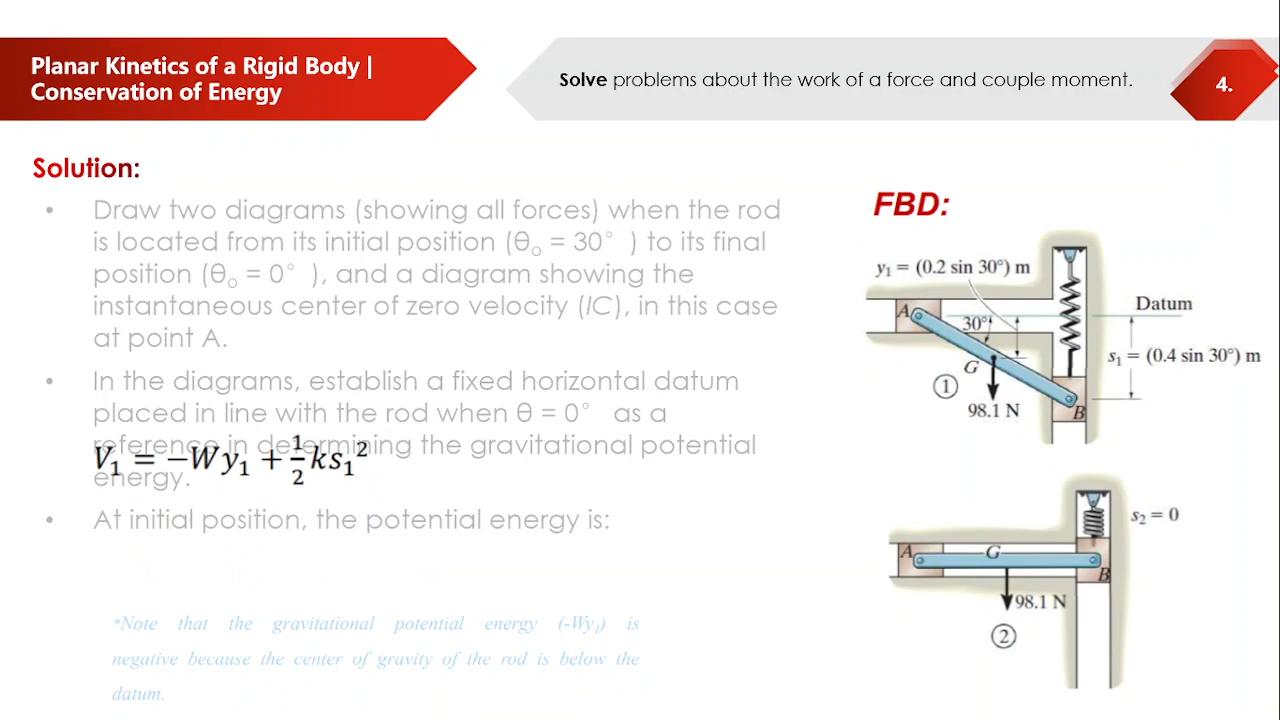 Planar Kinetics of a Rigid Body |
Conservation of Energy
Solve problems about the work of a force and couple moment.
4.
Solution:
• Draw two diagrams (showing all forces) when the rod
is located from its initial position (θo = 30° ) to its final
position (θo = 0° ), and a diagram showing the
instantaneous center of zero velocity (IC), in this case
at point A.
• In the diagrams, establish a fixed horizontal datum
placed in line with the rod when θ = 0° as a
reference in determining the gravitational potential
energy.
V₁ = −Wy₁ + ½ks₁²
• At initial position, the potential energy is:
*Note that the gravitational potential energy (-Wy₁) is
negative because the center of gravity of the rod is below the
datum.
FBD:
y₁ = (0.2 sin 30°) m
A
30°
Datum
s₁ = (0.4 sin 30°) m
G
1
98.1 N
B
s₂ = 0
A
G
B
98.1 N
2